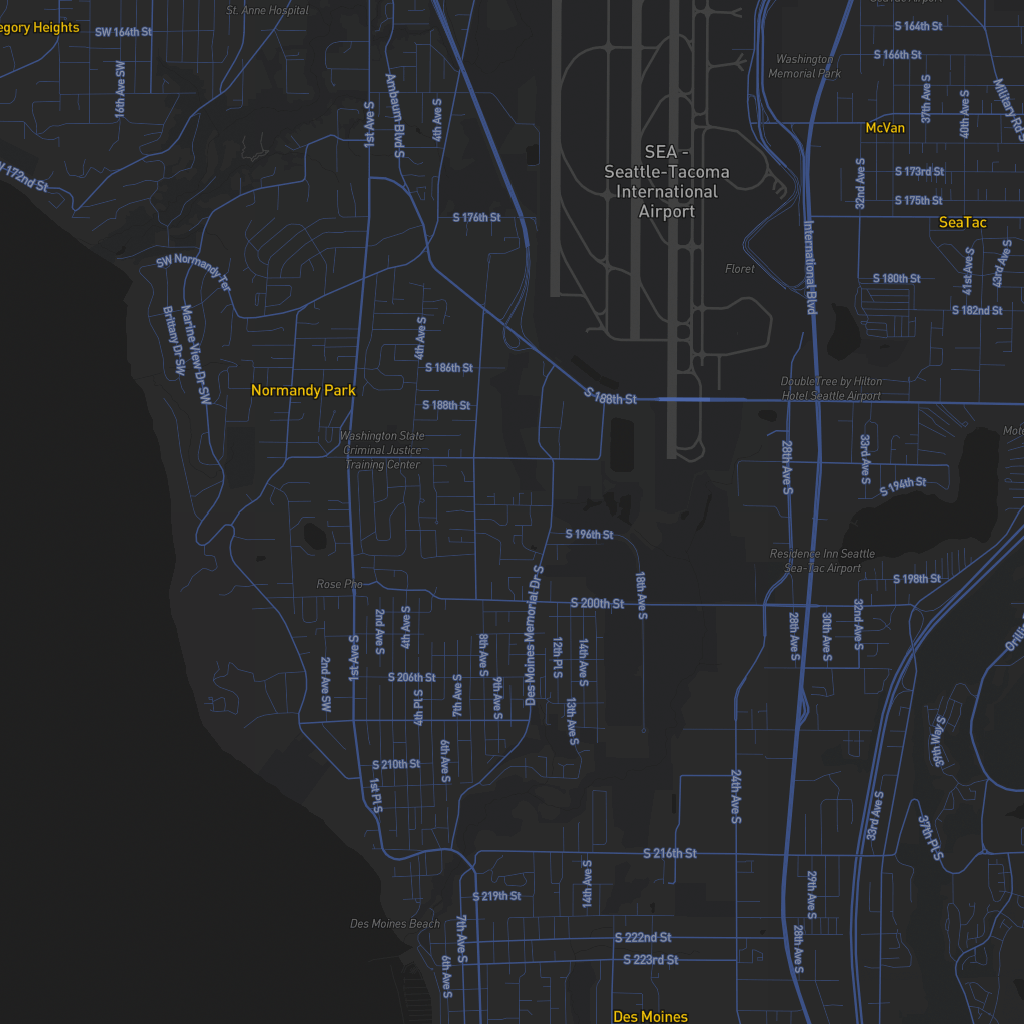 St. Anne Hospital
egory Heights
SW 164th St
S 164th St
S 166th St
Washington
Memorial Park
16th Ave SW
1st Ave S
Ambaum Blvd S
4th Ave S
37th Ave S
40th Ave S
Military Rd S
McVan
SEA -
Seattle-Tacoma
International
Airport
W 172nd St
32nd Ave S
S 173rd St
S 175th St
S 176th St
SeaTac
International Blvd
SW Normandy Ter
Floret
S 180th St
41st Ave S
43rd Ave S
S 182nd St
Brittany Dr SW
Marine View Dr SW
4th Ave S
S 186th St
Normandy Park
S 188th St
S 188th St
DoubleTree by Hilton
Hotel Seattle Airport
Washington State
Criminal Justice
Training Center
Mote
28th Ave S
33rd Ave S
S 194th St
S 196th St
Residence Inn Seattle
Sea-Tac Airport
Rose Pho
18th Ave S
S 198th St
S 200th St
Des Moines Memorial Dr S
2nd Ave S
4th Ave S
1st Ave S
2nd Ave SW
8th Ave S
12th Pl S
14th Ave S
28th Ave S
30th Ave S
32nd Ave S
Orilli
S 206th St
4th Pl S
7th Ave S
9th Ave S
13th Ave S
36th Way S
6th Ave S
S 210th St
1st Pl S
24th Ave S
33rd Ave S
37th Pl S
S 216th St
14th Ave S
29th Ave S
S 219th St
Des Moines Beach
7th Ave S
S 222nd St
28th Ave S
6th Ave S
S 223rd St
Des Moines